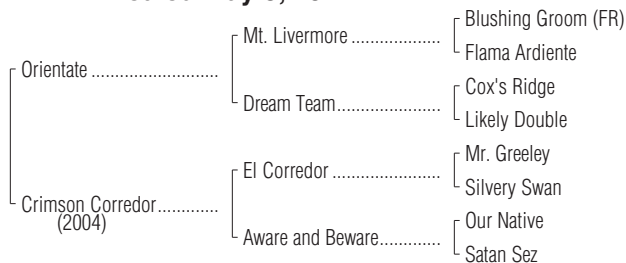 Blushing Groom (FR)
Mt. Livermore ....................
Flama Ardiente
Orientate ............................
Cox's Ridge
Dream Team.......................
Likely Double
Mr. Greeley
El Corredor ........................
Silvery Swan
Crimson Corredor.............
(2004)
Our Native
Aware and Beware.............
Satan Sez